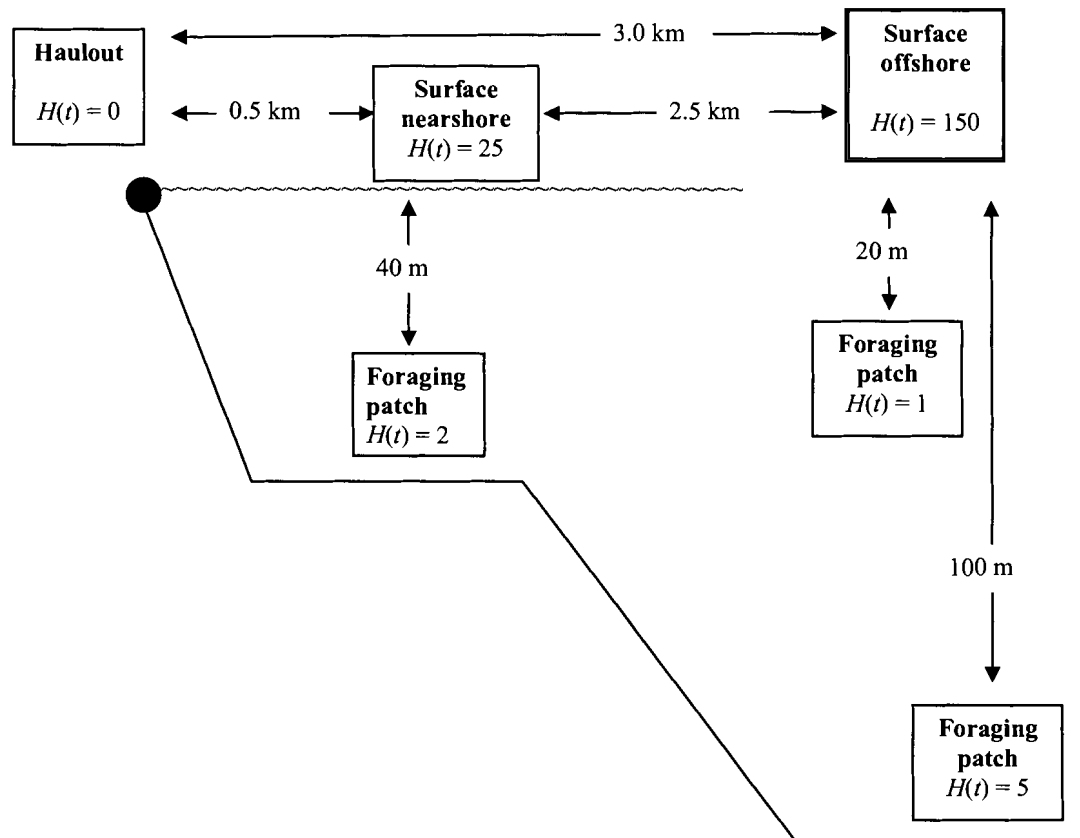 Haulout
H(t) = 0
3.0 km
Surface
offshore
H(t) = 150
0.5 km
Surface
nearshore
H(t) = 25
2.5 km
40 m
20 m
Foraging
patch
H(t) = 2
Foraging
patch
H(t) = 1
100 m
Foraging
patch
H(t) = 5